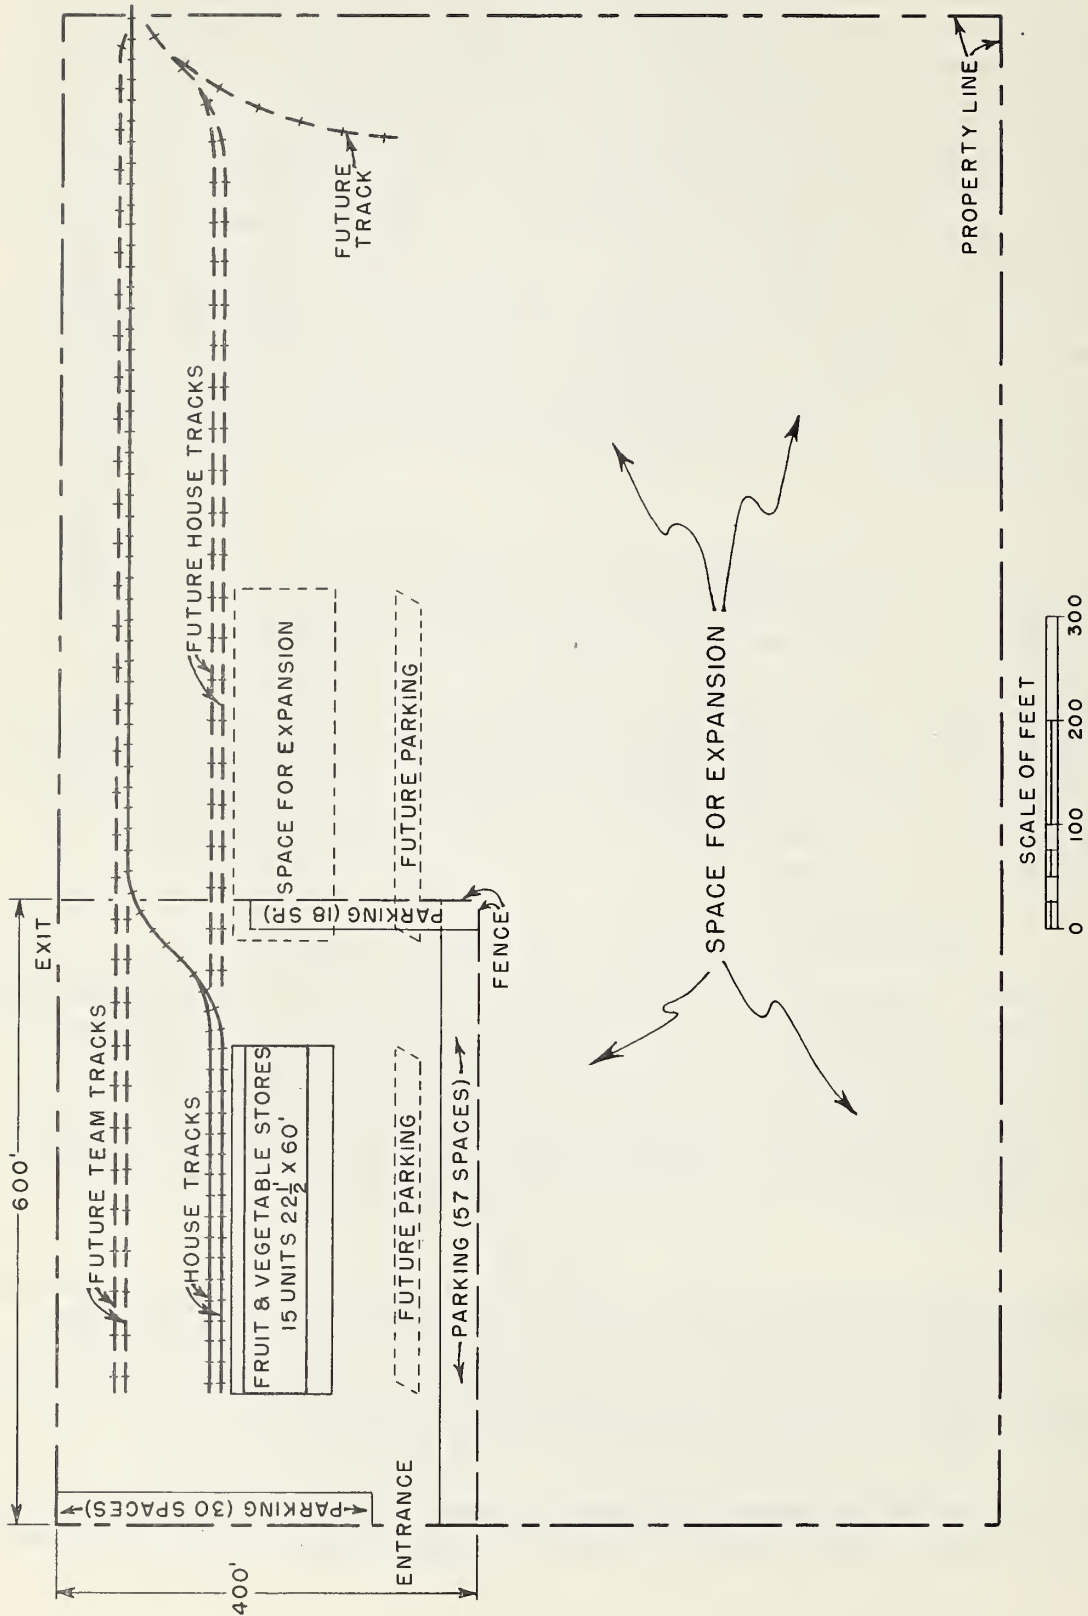 600'
EXIT
400'
PARKING (30 SPACES)
FUTURE TEAM TRACKS
HOUSE TRACKS
FUTURE HOUSE TRACKS
FUTURE
TRACK
FRUIT & VEGETABLE STORES
15 UNITS 22½' X 60'
SPACE FOR EXPANSION
PARKING (18 SP.)
FUTURE PARKING
FUTURE PARKING
ENTRANCE
PARKING (57 SPACES)
FENCE
SPACE FOR EXPANSION
PROPERTY LINE
SCALE OF FEET
0 100 200 300